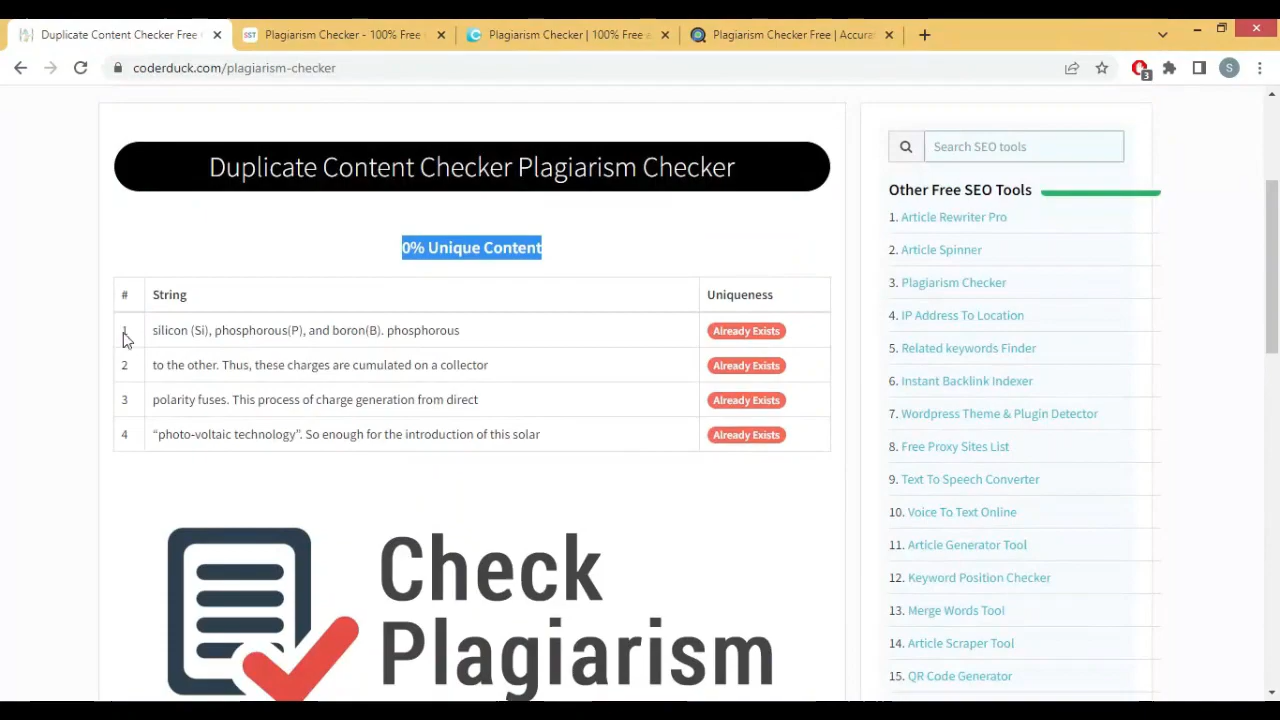 Duplicate Content Checker Free
SST Plagiarism Checker - 100% Free
Plagiarism Checker | 100% Free
Plagiarism Checker Free | Accura
coderduck.com/plagiarism-checker
3
S
Duplicate Content Checker Plagiarism Checker
0% Unique Content
# String Uniqueness
1 silicon (Si), phosphorous(P), and boron(B). phosphorous Already Exists
2 to the other. Thus, these charges are cumulated on a collector Already Exists
3 polarity fuses. This process of charge generation from direct Already Exists
4 “photo-voltaic technology”. So enough for the introduction of this solar Already Exists
Check
Plagiarism
Search SEO tools
Other Free SEO Tools
1. Article Rewriter Pro
2. Article Spinner
3. Plagiarism Checker
4. IP Address To Location
5. Related keywords Finder
6. Instant Backlink Indexer
7. Wordpress Theme & Plugin Detector
8. Free Proxy Sites List
9. Text To Speech Converter
10. Voice To Text Online
11. Article Generator Tool
12. Keyword Position Checker
13. Merge Words Tool
14. Article Scraper Tool
15. QR Code Generator